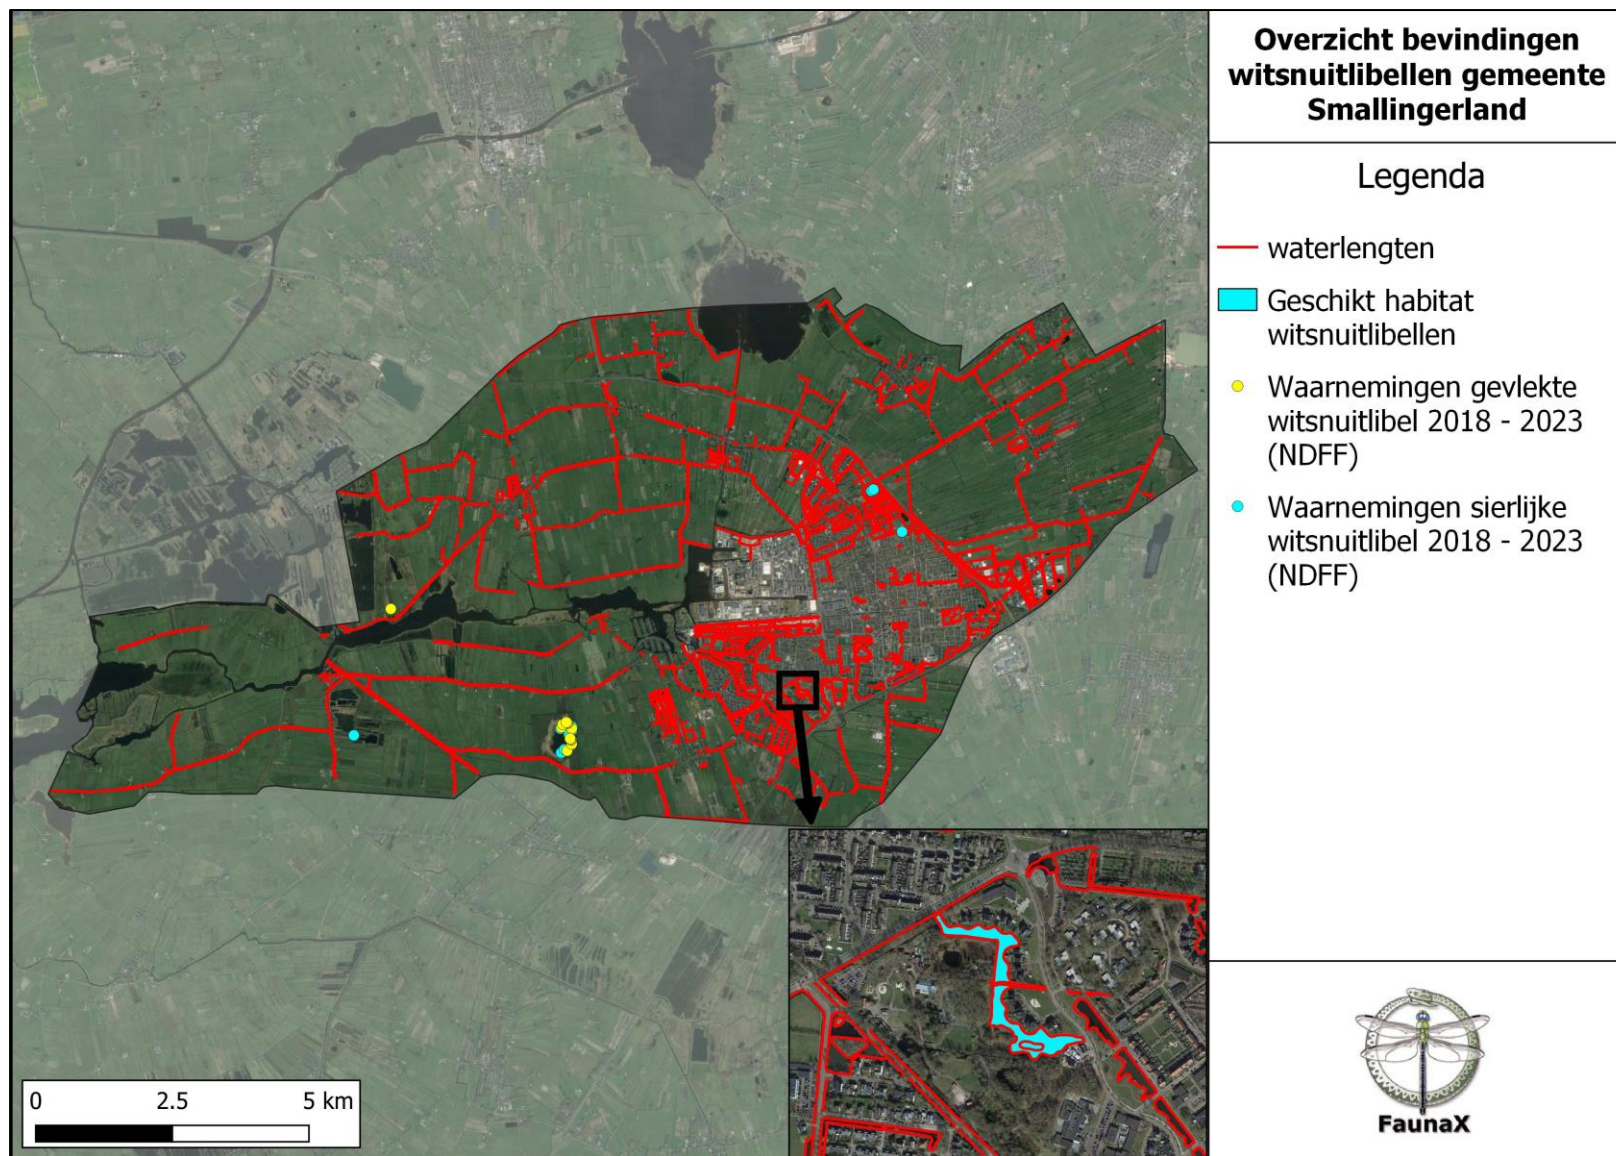 Overzicht bevindingen
witsnuitlibellen gemeente
Smallingerland
Legenda
waterlengten
Geschikt habitat
witsnuitlibellen
Waarnemingen gevlekte
witsnuitlibel 2018 - 2023
(NDFF)
Waarnemingen sierlijke
witsnuitlibel 2018 - 2023
(NDFF)
0 2.5 5 km
FaunaX